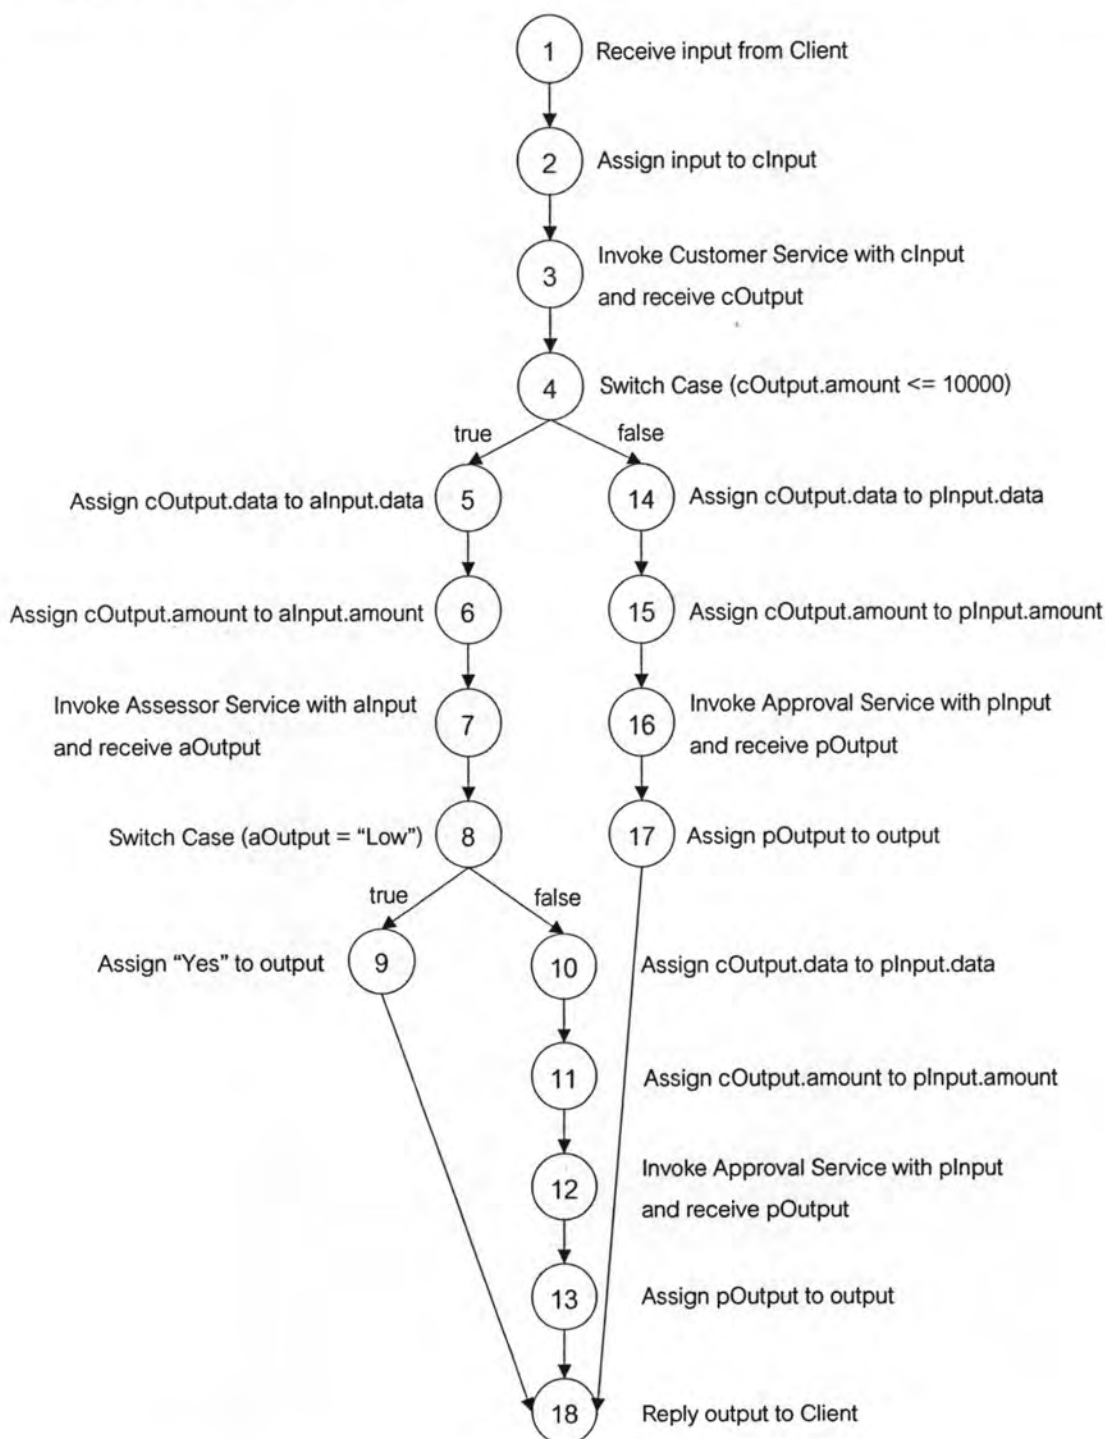 1 Receive input from Client
2 Assign input to cInput
Invoke Customer Service with cInput
3
and receive cOutput
4 Switch Case (cOutput.amount <= 10000)
true false
Assign cOutput.data to aInput.data 5 14 Assign cOutput.data to pInput.data
Assign cOutput.amount to aInput.amount 6 15 Assign cOutput.amount to pInput.amount
Invoke Assessor Service with aInput Invoke Approval Service with pInput
7 16
and receive aOutput and receive pOutput
Switch Case (aOutput = “Low”) 8 17 Assign pOutput to output
true false
Assign “Yes” to output 9 10 Assign cOutput.data to pInput.data
11 Assign cOutput.amount to pInput.amount
Invoke Approval Service with pInput
12
and receive pOutput
13 Assign pOutput to output
18 Reply output to Client